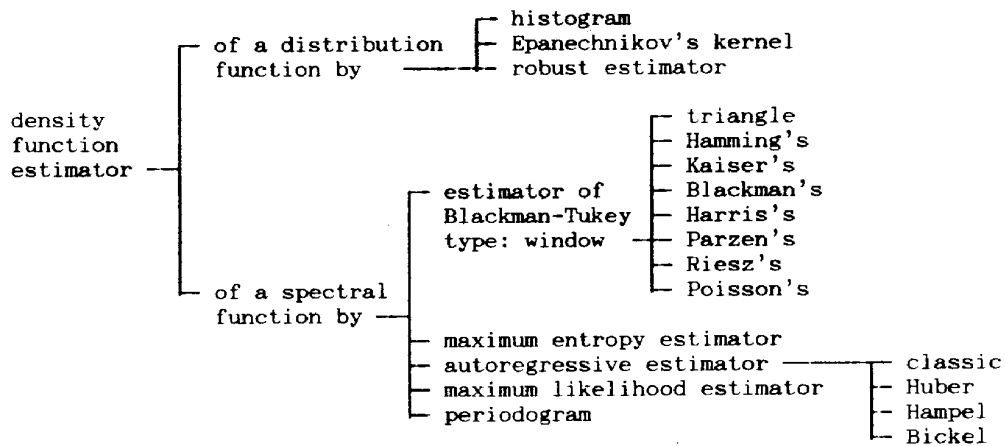 histogram
of a distribution
Epanechnikov's kernel
function by
robust estimator
density
function
estimator
triangle
Hamming's
Kaiser's
estimator of
Blackman's
Blackman-Tukey
Harris's
type: window
Parzen's
Riesz's
of a spectral
Poisson's
function by
maximum entropy estimator
autoregressive estimator
classic
maximum likelihood estimator
Huber
periodogram
Hampel
Bickel